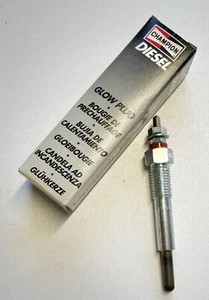 CHAMPION
DIESEL
GLOW PLUG
• BOUGIE DE
PRECHAUFFAGE
• BUJIA DE
CALENTAMIENTO
• GLOEIBOUGIE
• CANDELA AD
INCANDESCENZA
• GLÜHKERZE